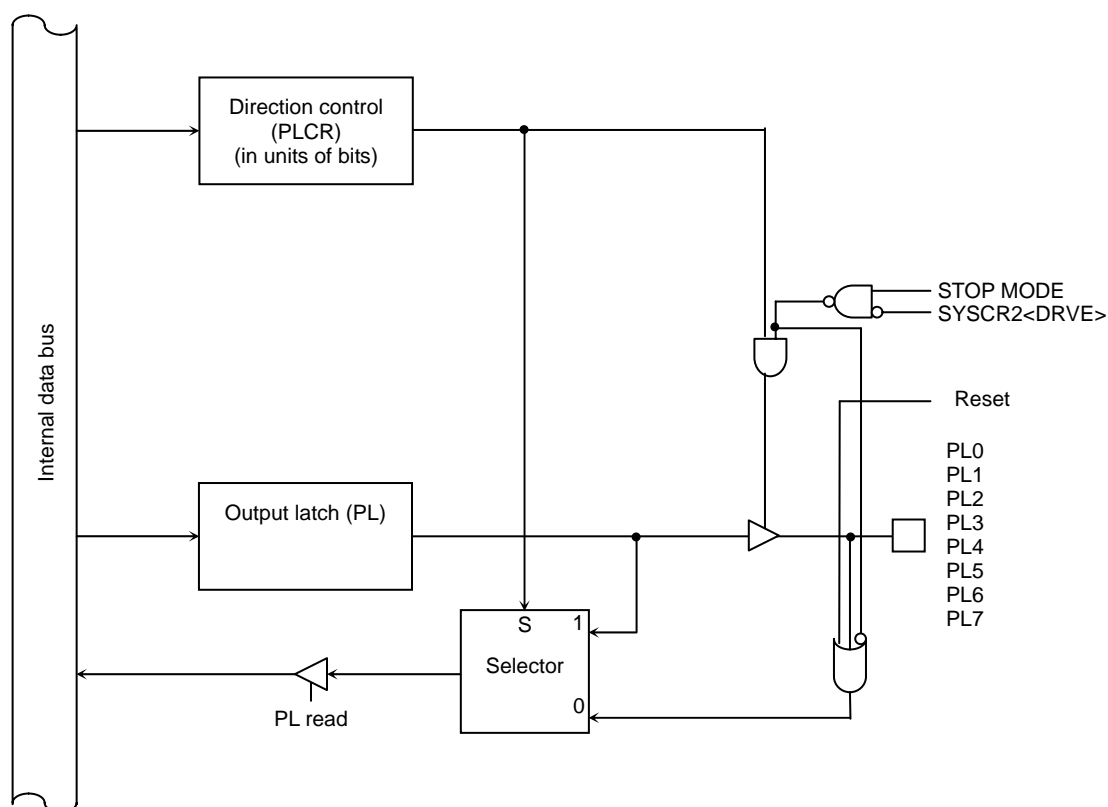 Internal data bus
Direction control
(PLCR)
(in units of bits)
STOP MODE
SYSCR2<DRVE>
Reset
Output latch (PL)
PL0
PL1
PL2
PL3
PL4
PL5
PL6
PL7
S
1
Selector
0
PL read